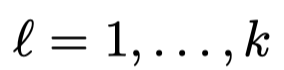 ℓ = 1, . . . , k